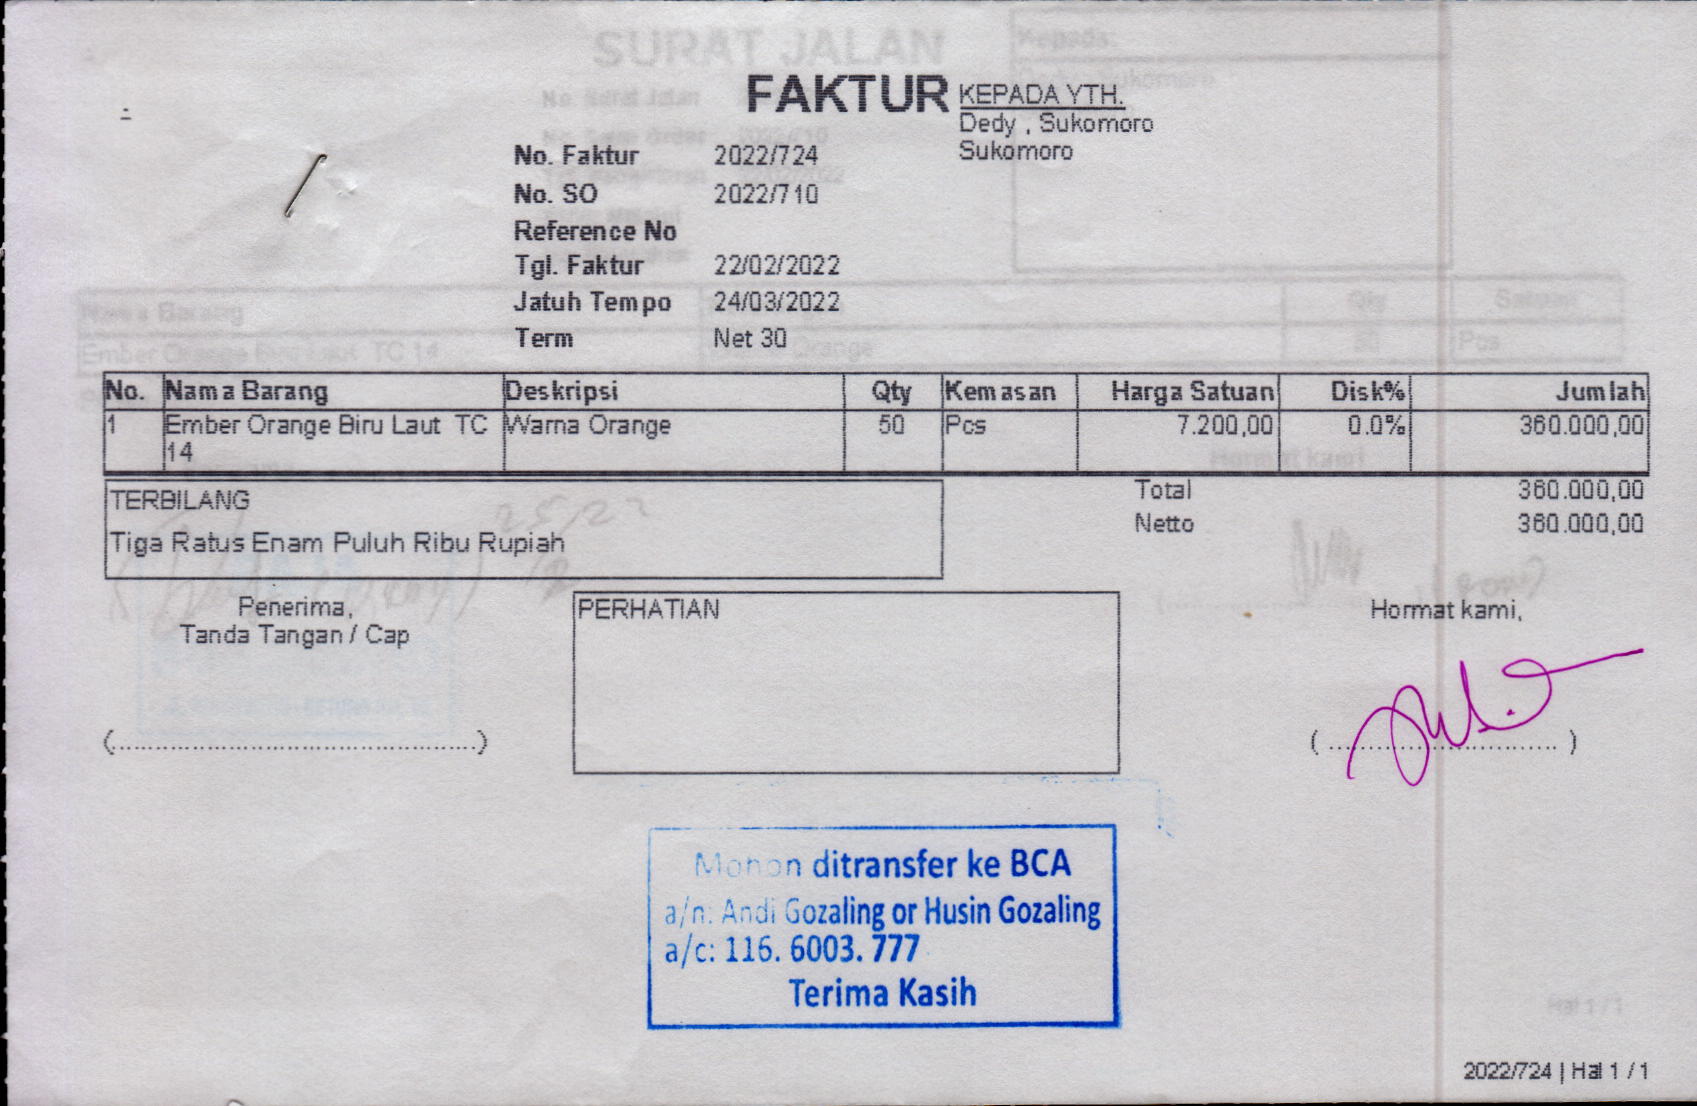 SURAT JALAN
Kepada:
FAKTUR
KEPADA YTH.
Dedy , Sukomoro
Sukomoro
No. Faktur 2022/724
No. SO 2022/710
Reference No
Tgl. Faktur 22/02/2022
Jatuh Tempo 24/03/2022
Term Net 30
No. Nama Barang Deskripsi Qty Kemasan Harga Satuan Disk% Jumlah
1 Ember Orange Biru Laut TC 14 Warna Orange 50 Pcs 7.200,00 0.0% 360.000,00
Total 360.000,00
Netto 360.000,00
TERBILANG
Tiga Ratus Enam Puluh Ribu Rupiah
Penerima,
Tanda Tangan / Cap
(............................................)
PERHATIAN
Hormat kami,
(..............................)
Mohon ditransfer ke BCA
a/n: Andi Gozaling or Husin Gozaling
a/c: 116. 6003. 777
Terima Kasih
2022/724 | Hal 1 / 1